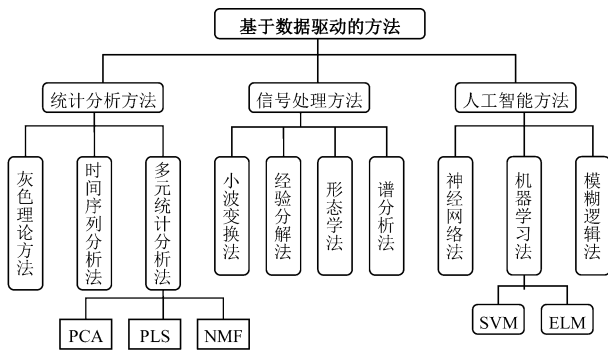 基于数据驱动的方法
统计分析方法
信号处理方法
人工智能方法
灰色理论方法
时间序列分析法
多元统计分析法
小波变换法
经验分解法
形态学法
谱分析法
神经网络法
机器学习法
模糊逻辑法
PCA
PLS
NMF
SVM
ELM